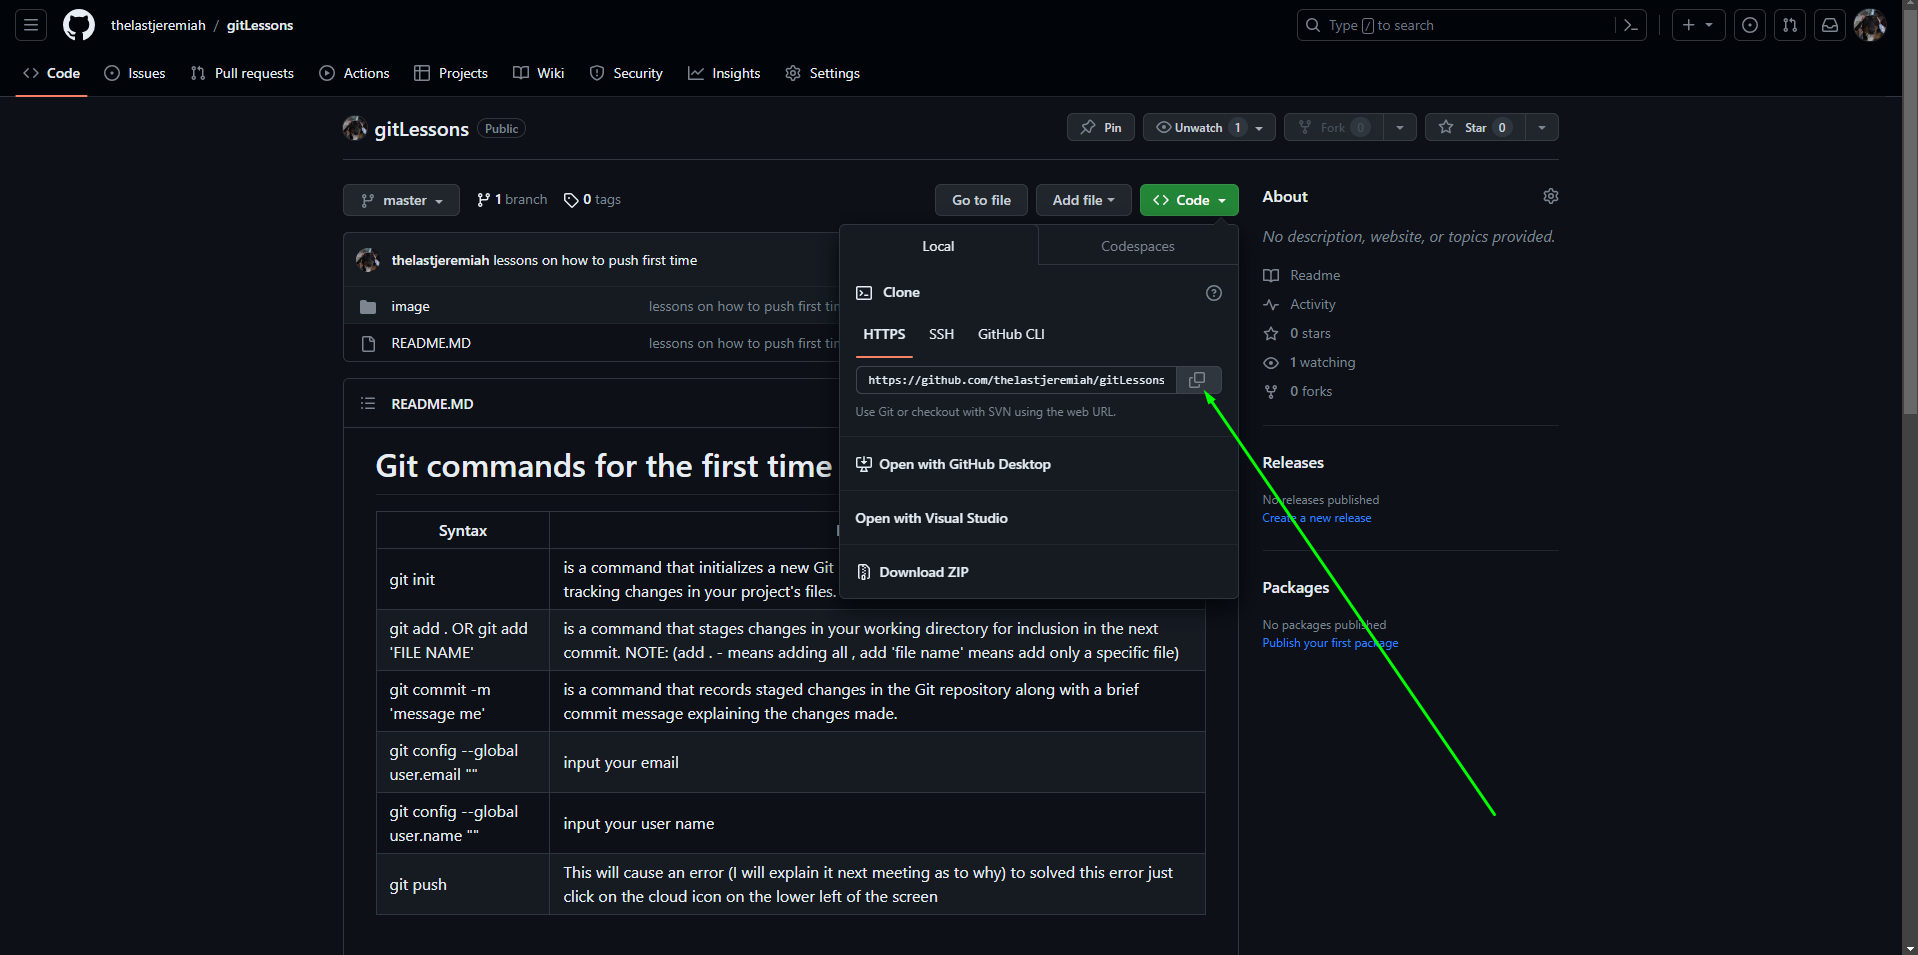 thelastjeremiah / gitLessons
Type / to search
Code Issues Pull requests Actions Projects Wiki Security Insights Settings
gitLessons Public
Pin Unwatch 1 Fork 0 Star 0
master 1 branch 0 tags Go to file Add file Code
About
No description, website, or topics provided.
Readme
Activity
0 stars
1 watching
0 forks
Releases
No releases published
Create a new release
Packages
No packages published
Publish your first package
thelastjeremiah lessons on how to push first time
image lessons on how to push first
README.MD lessons on how to push first
Local Codespaces
Clone
HTTPS SSH GitHub CLI
https://github.com/thelastjeremiah/gitLessons
Use Git or checkout with SVN using the web URL.
Open with GitHub Desktop
Open with Visual Studio
Download ZIP
README.MD
Git commands for the first time
Syntax
git init
is a command that initializes a new Git
tracking changes in your project's files.
git add . OR git add
'FILE NAME'
is a command that stages changes in your working directory for inclusion in the next
commit. NOTE: (add . - means adding all , add 'file name' means add only a specific file)
git commit -m
'message me'
is a command that records staged changes in the Git repository along with a brief
commit message explaining the changes made.
git config --global
user.email ""
input your email
git config --global
user.name ""
input your user name
git push
This will cause an error (I will explain it next meeting as to why) to solved this error just
click on the cloud icon on the lower left of the screen